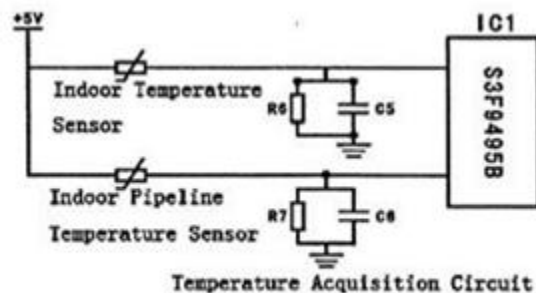 +5V
IC1
Indoor Temperature
Sensor
R6
C5
S3F9495B
Indoor Pipeline
Temperature Sensor
R7
C6
Temperature Acquisition Circuit